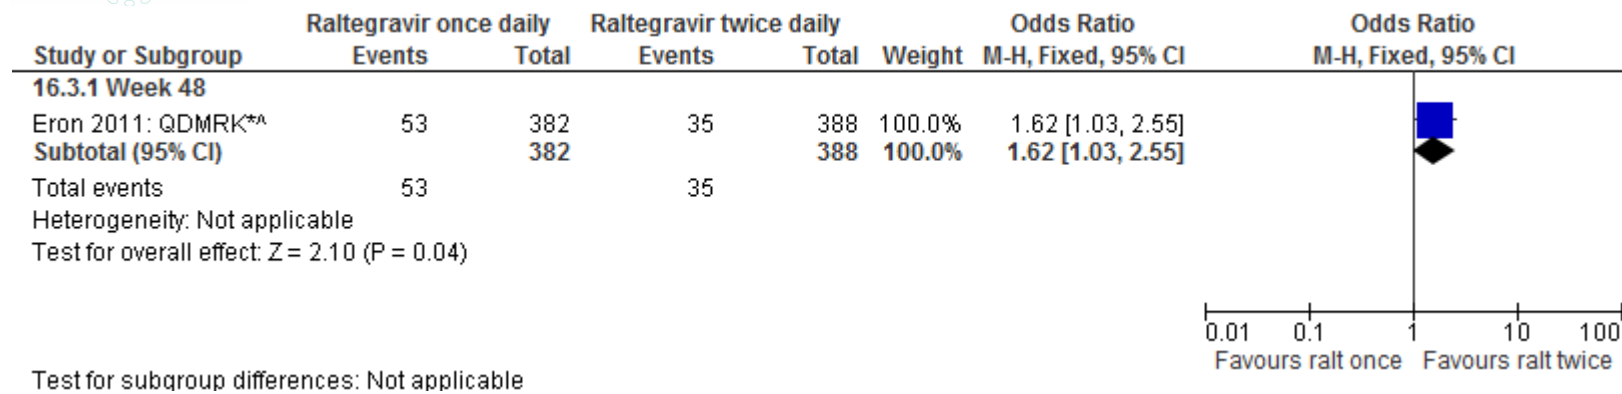 Raltegravir once daily Raltegravir twice daily Odds Ratio Odds Ratio
Study or Subgroup Events Total Events Total Weight M-H, Fixed, 95% CI M-H, Fixed, 95% CI
16.3.1 Week 48
Eron 2011: QDMRK*^ 53 382 35 388 100.0% 1.62 [1.03, 2.55]
Subtotal (95% CI) 382 388 100.0% 1.62 [1.03, 2.55]
Total events 53 35
Heterogeneity: Not applicable
Test for overall effect: Z = 2.10 (P = 0.04)
0.01 0.1 1 10 100
Favours ralt once Favours ralt twice
Test for subgroup differences: Not applicable